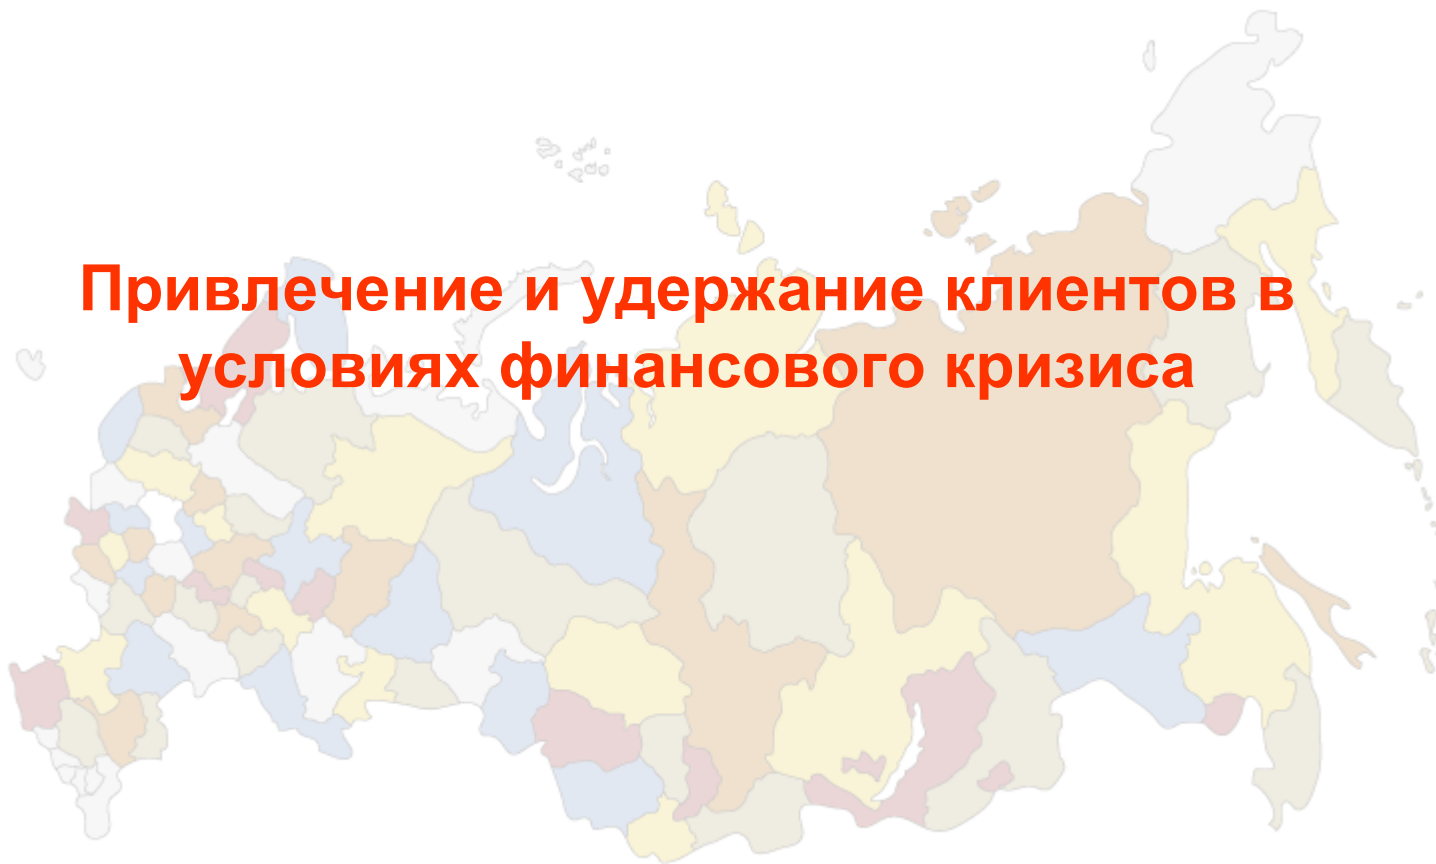 Привлечение и удержание клиентов в
условиях финансового кризиса